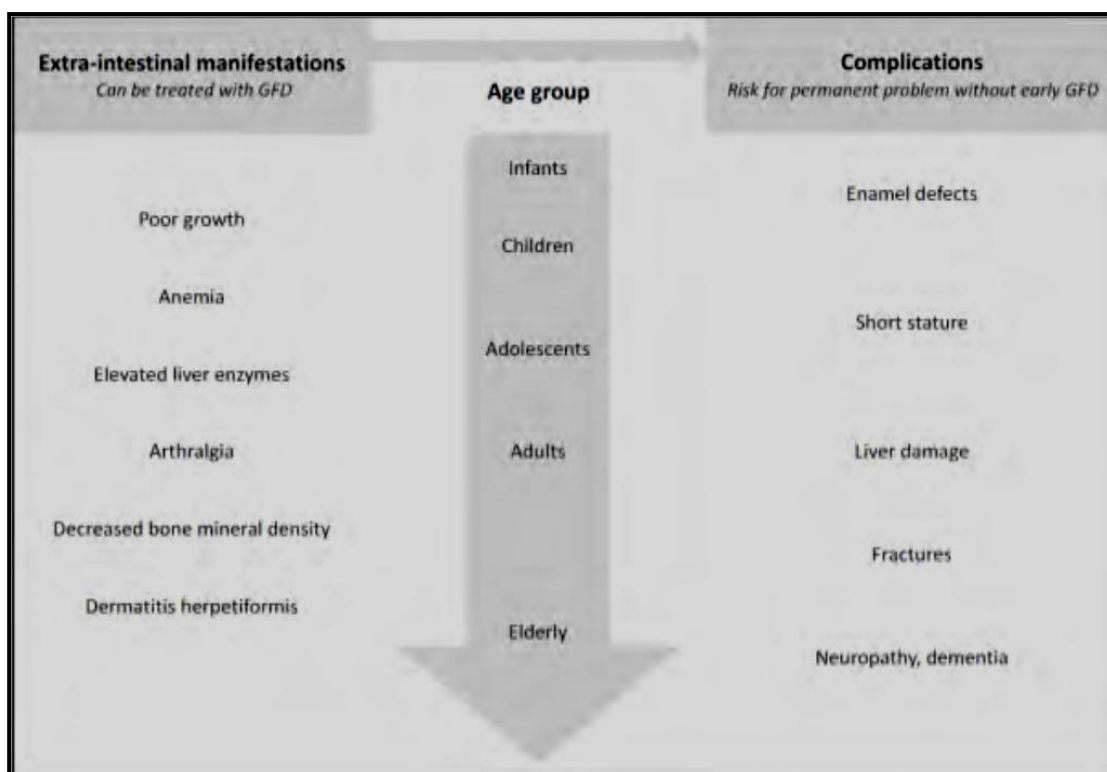 Extra-intestinal manifestations
Can be treated with GFD
Age group
Complications
Risk for permanent problem without early GFD
Poor growth
Anemia
Elevated liver enzymes
Arthralgia
Decreased bone mineral density
Dermatitis herpetiformis
Infants
Children
Adolescents
Adults
Elderly
Enamel defects
Short stature
Liver damage
Fractures
Neuropathy, dementia